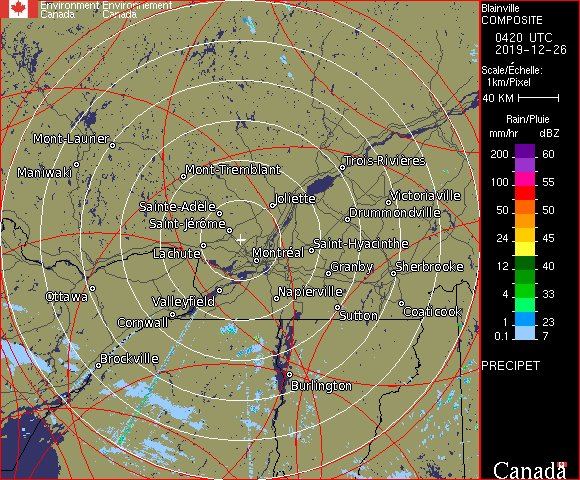 Environment Environnement
Canada Canada
Blainville
COMPOSITE
0420 UTC
2019-12-26
Scale/Échelle:
1km/Pixel
40 KM
Rain/Pluie
mm/hr dBZ
200 60
100 55
50 50
24 45
12 40
4 33
1 23
0.1 7
PRECIPET
Mont-Laurier
Maniwaki
Mont-Tremblant
Trois-Rivières
Joliette
Victoriaville
Sainte-Adèle
Drummondville
Saint-Jérôme
Saint-Hyacinthe
Lachute
Montréal
Granby
Sherbrooke
Ottawa
Valleyfield
Napierville
Sutton
Coaticook
Cornwall
Brockville
Burlington
Canada